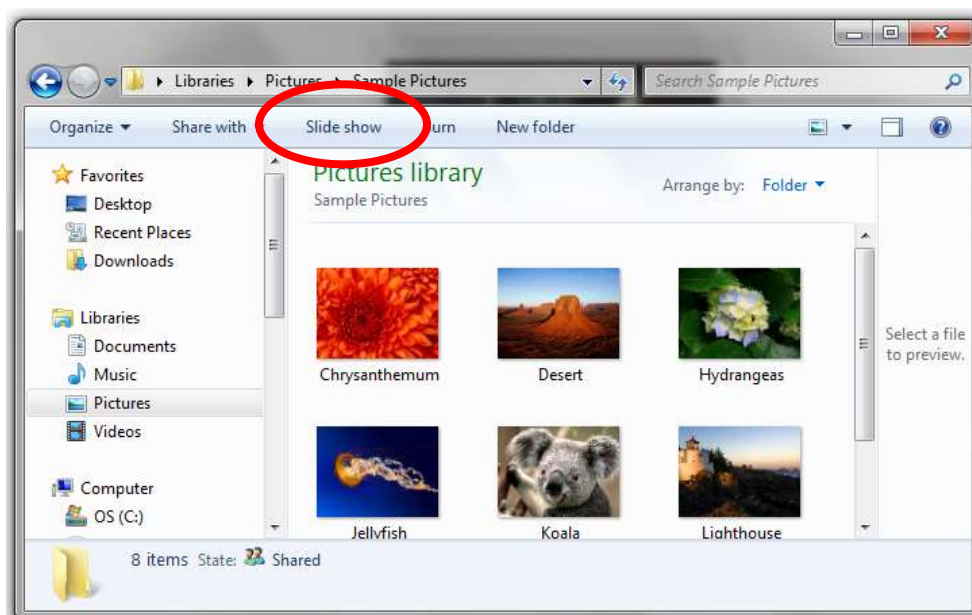 Libraries Pictures Sample Pictures Search Sample Pictures
Organize Share with Slide show New folder
Favorites
Desktop
Recent Places
Downloads
Libraries
Documents
Music
Pictures
Videos
Computer
OS (C:)
Pictures library
Sample Pictures
Arrange by: Folder
Chrysanthemum Desert Hydrangeas
Jellyfish Koala Lighthouse
Select a file
to preview.
8 items State: Shared